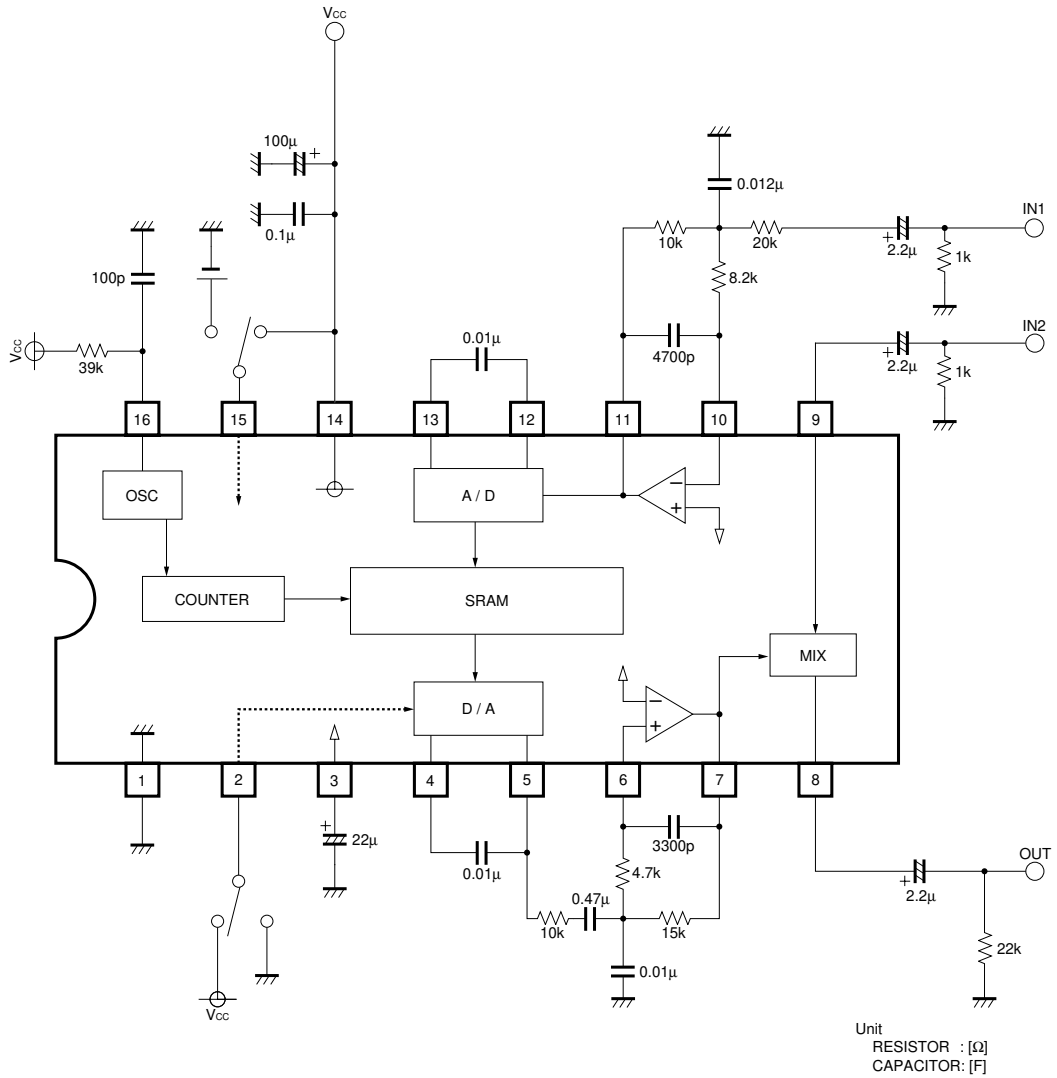 Vcc
100μ
+
0.1μ
100p
Vcc
39k
0.01μ
0.012μ
10k
20k
8.2k
4700p
+
2.2μ
1k
IN1
+
2.2μ
1k
IN2
16
15
14
13
12
11
10
9
OSC
A / D
−
+
COUNTER
SRAM
MIX
D / A
−
+
1
2
3
4
5
6
7
8
+
22μ
0.01μ
3300p
4.7k
0.47μ
10k
15k
0.01μ
OUT
+
2.2μ
22k
Vcc
Unit
RESISTOR : [Ω]
CAPACITOR: [F]